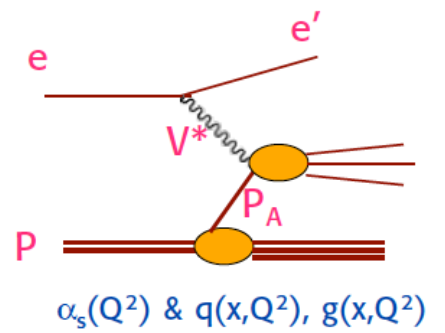 e'
e
V*
P_A
P
α_s(Q²) & q(x,Q²), g(x,Q²)